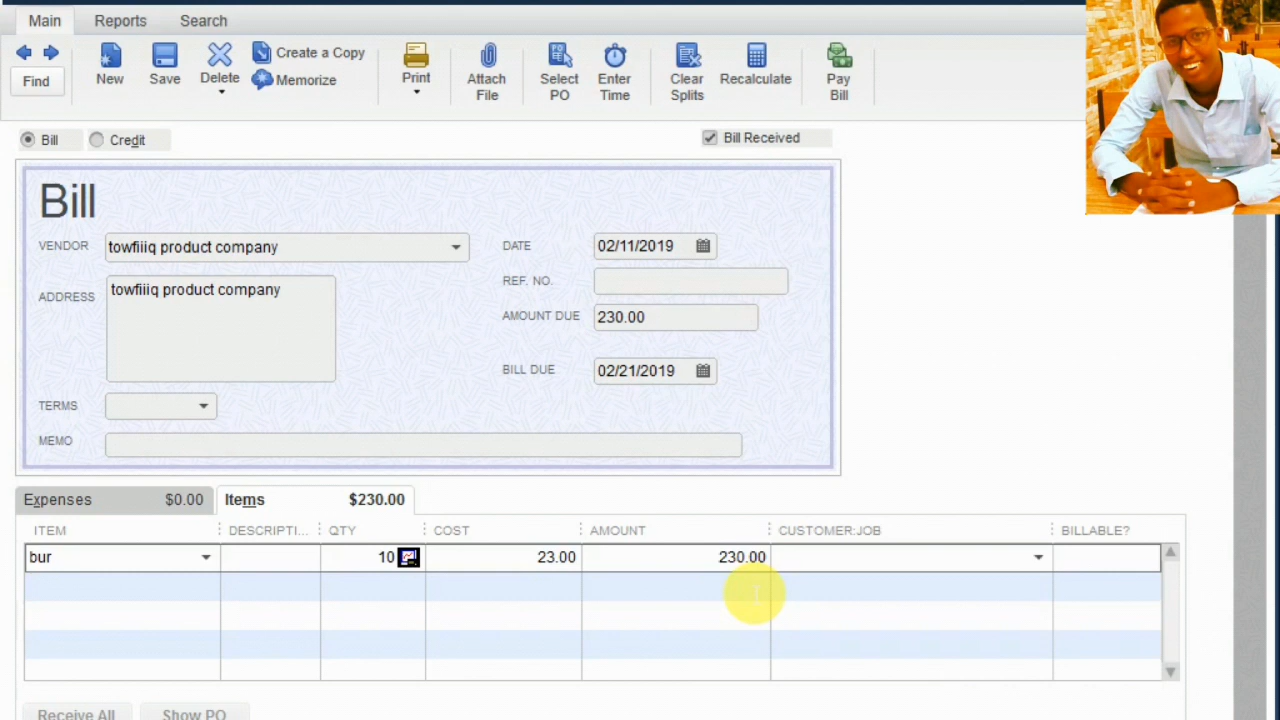 Main Reports Search
Find
New
Save
Delete
Create a Copy
Memorize
Print
Attach
File
Select
PO
Enter
Time
Clear
Splits
Recalculate
Pay
Bill
Bill Credit Bill Received
Bill
VENDOR towfiiiq product company
ADDRESS towfiiiq product company
TERMS
MEMO
DATE 02/11/2019
REF. NO.
AMOUNT DUE 230.00
BILL DUE 02/21/2019
Expenses $0.00 Items $230.00
ITEM DESCRIPTI... QTY COST AMOUNT CUSTOMER:JOB BILLABLE?
bur 10 23.00 230.00
Receive All Show PO